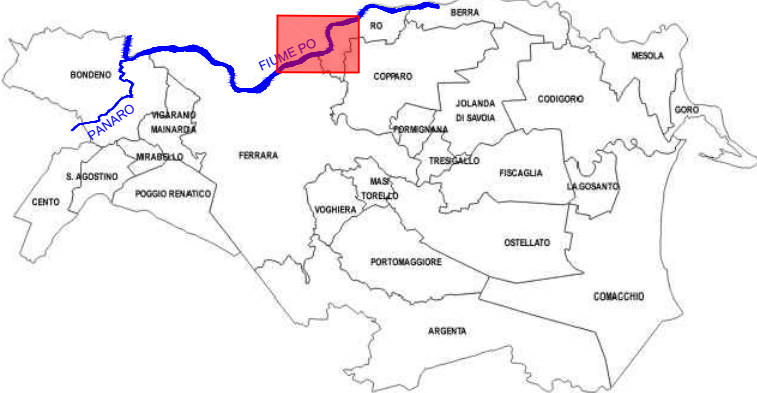 BERRA
RO
FIUME PO
MESOLA
BONDENO
COPPARO
CODIGORIO
JOLANDA
DI SAVOIA
GORO
PANARO
VIGARANO
MAINARDA
FORMIGNANA
FERRARA
MIRABELLO
TRESIGALLO
S. AGOSTINO
FISCAGLIA
MASI
TORELLO
LAGOSANTO
POGGIO RENATICO
CENTO
VOGHIERA
OSTELLATO
PORTOMAGGIORE
COMACCHIO
ARGENTA